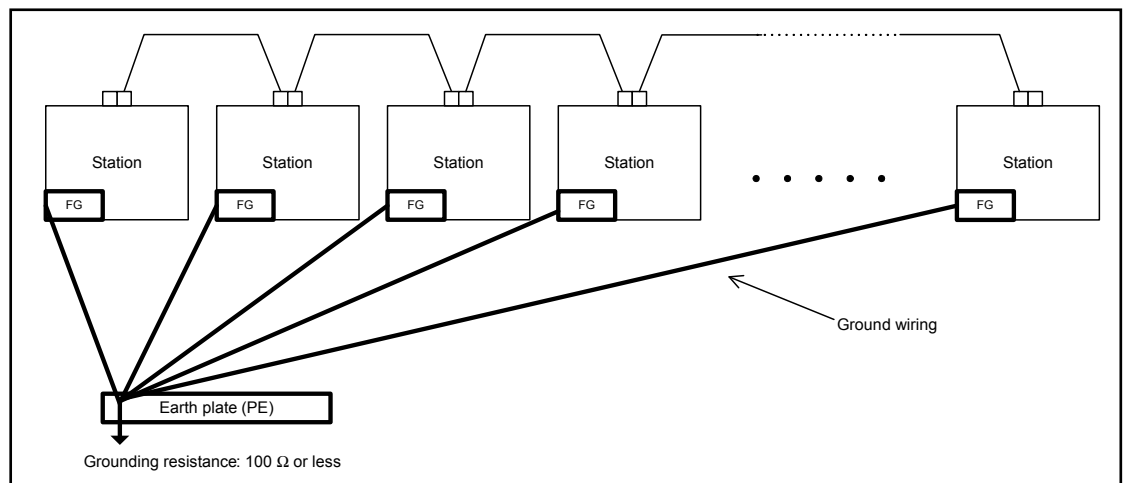 Station Station Station Station Station
FG FG FG FG FG
Ground wiring
Earth plate (PE)
Grounding resistance: 100 Ω or less